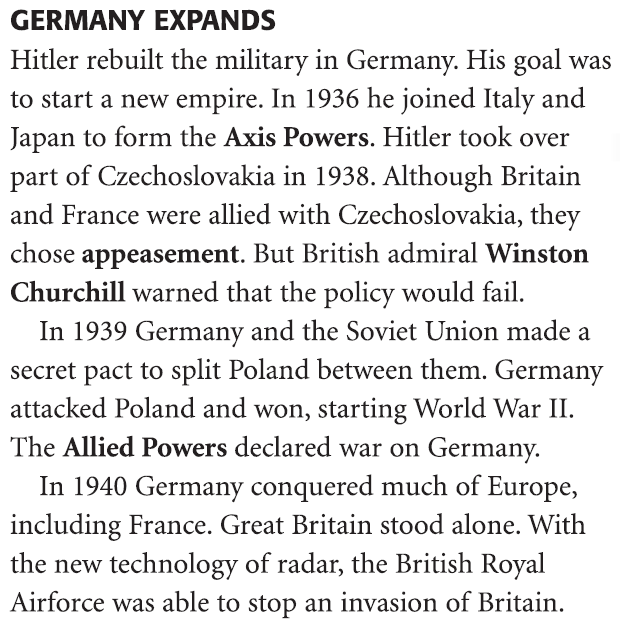 GERMANY EXPANDS
Hitler rebuilt the military in Germany. His goal was
to start a new empire. In 1936 he joined Italy and
Japan to form the Axis Powers. Hitler took over
part of Czechoslovakia in 1938. Although Britain
and France were allied with Czechoslovakia, they
chose appeasement. But British admiral Winston
Churchill warned that the policy would fail.
In 1939 Germany and the Soviet Union made a
secret pact to split Poland between them. Germany
attacked Poland and won, starting World War II.
The Allied Powers declared war on Germany.
In 1940 Germany conquered much of Europe,
including France. Great Britain stood alone. With
the new technology of radar, the British Royal
Airforce was able to stop an invasion of Britain.